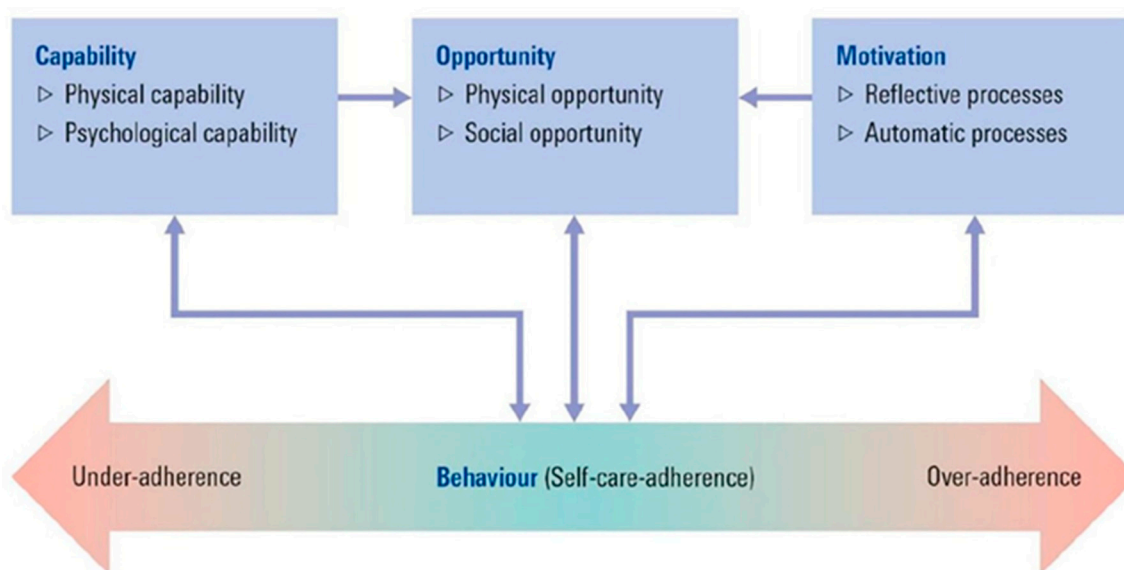 Capability
▷ Physical capability
▷ Psychological capability
Opportunity
▷ Physical opportunity
▷ Social opportunity
Motivation
▷ Reflective processes
▷ Automatic processes
Under-adherence
Behaviour (Self-care-adherence)
Over-adherence